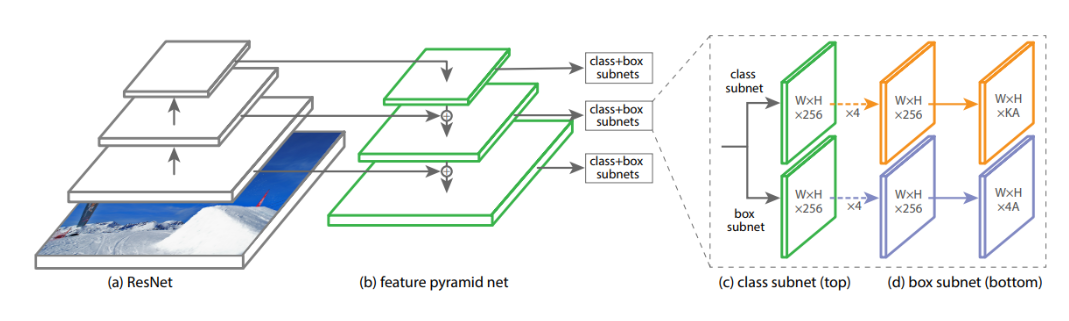 class+box
subnets
class+box
subnets
class+box
subnets
class
subnet
W×H
×256
×4
W×H
×256
W×H
×KA
box
subnet
W×H
×256
×4
W×H
×256
W×H
×4A
(a) ResNet
(b) feature pyramid net
(c) class subnet (top)
(d) box subnet (bottom)